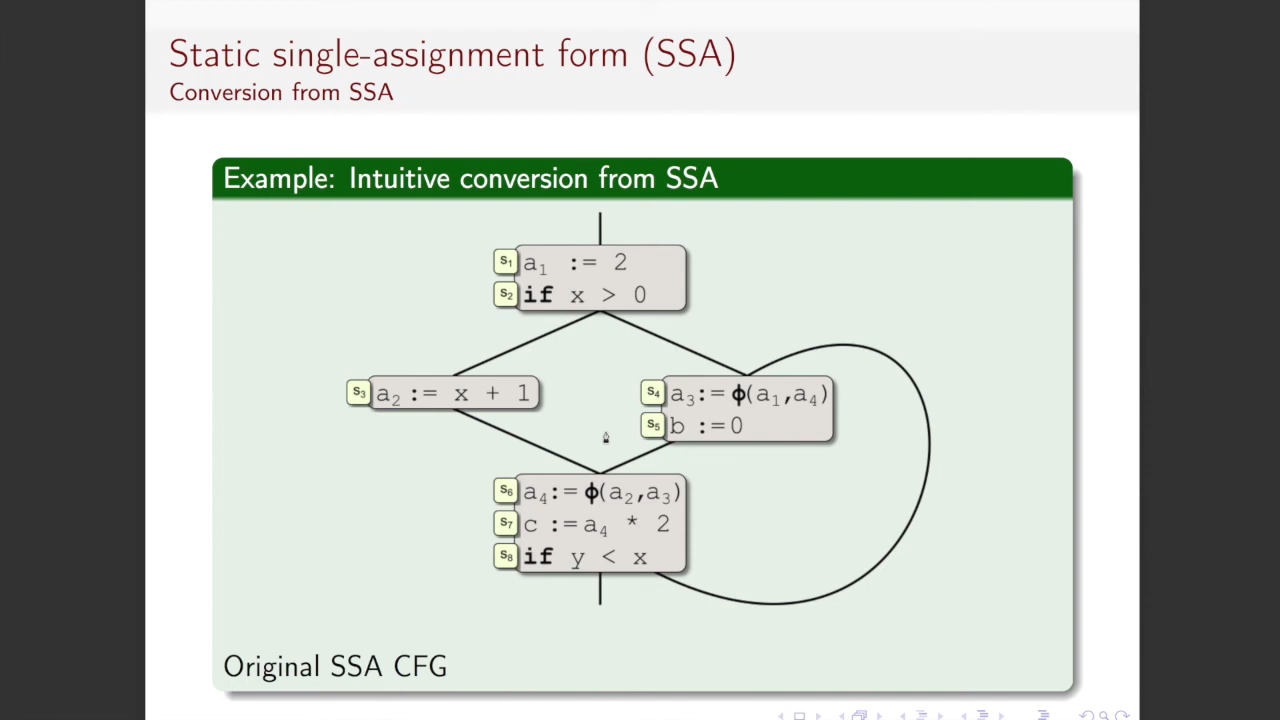 Static single-assignment form (SSA)
Conversion from SSA
Example: Intuitive conversion from SSA
s₁ a₁ := 2
s₂ if x > 0
s₃ a₂ := x + 1
s₄ a₃:= ϕ(a₁,a₄)
s₅ b :=0
s₆ a₄:= ϕ(a₂,a₃)
s₇ c :=a₄ * 2
s₈ if y < x
Original SSA CFG